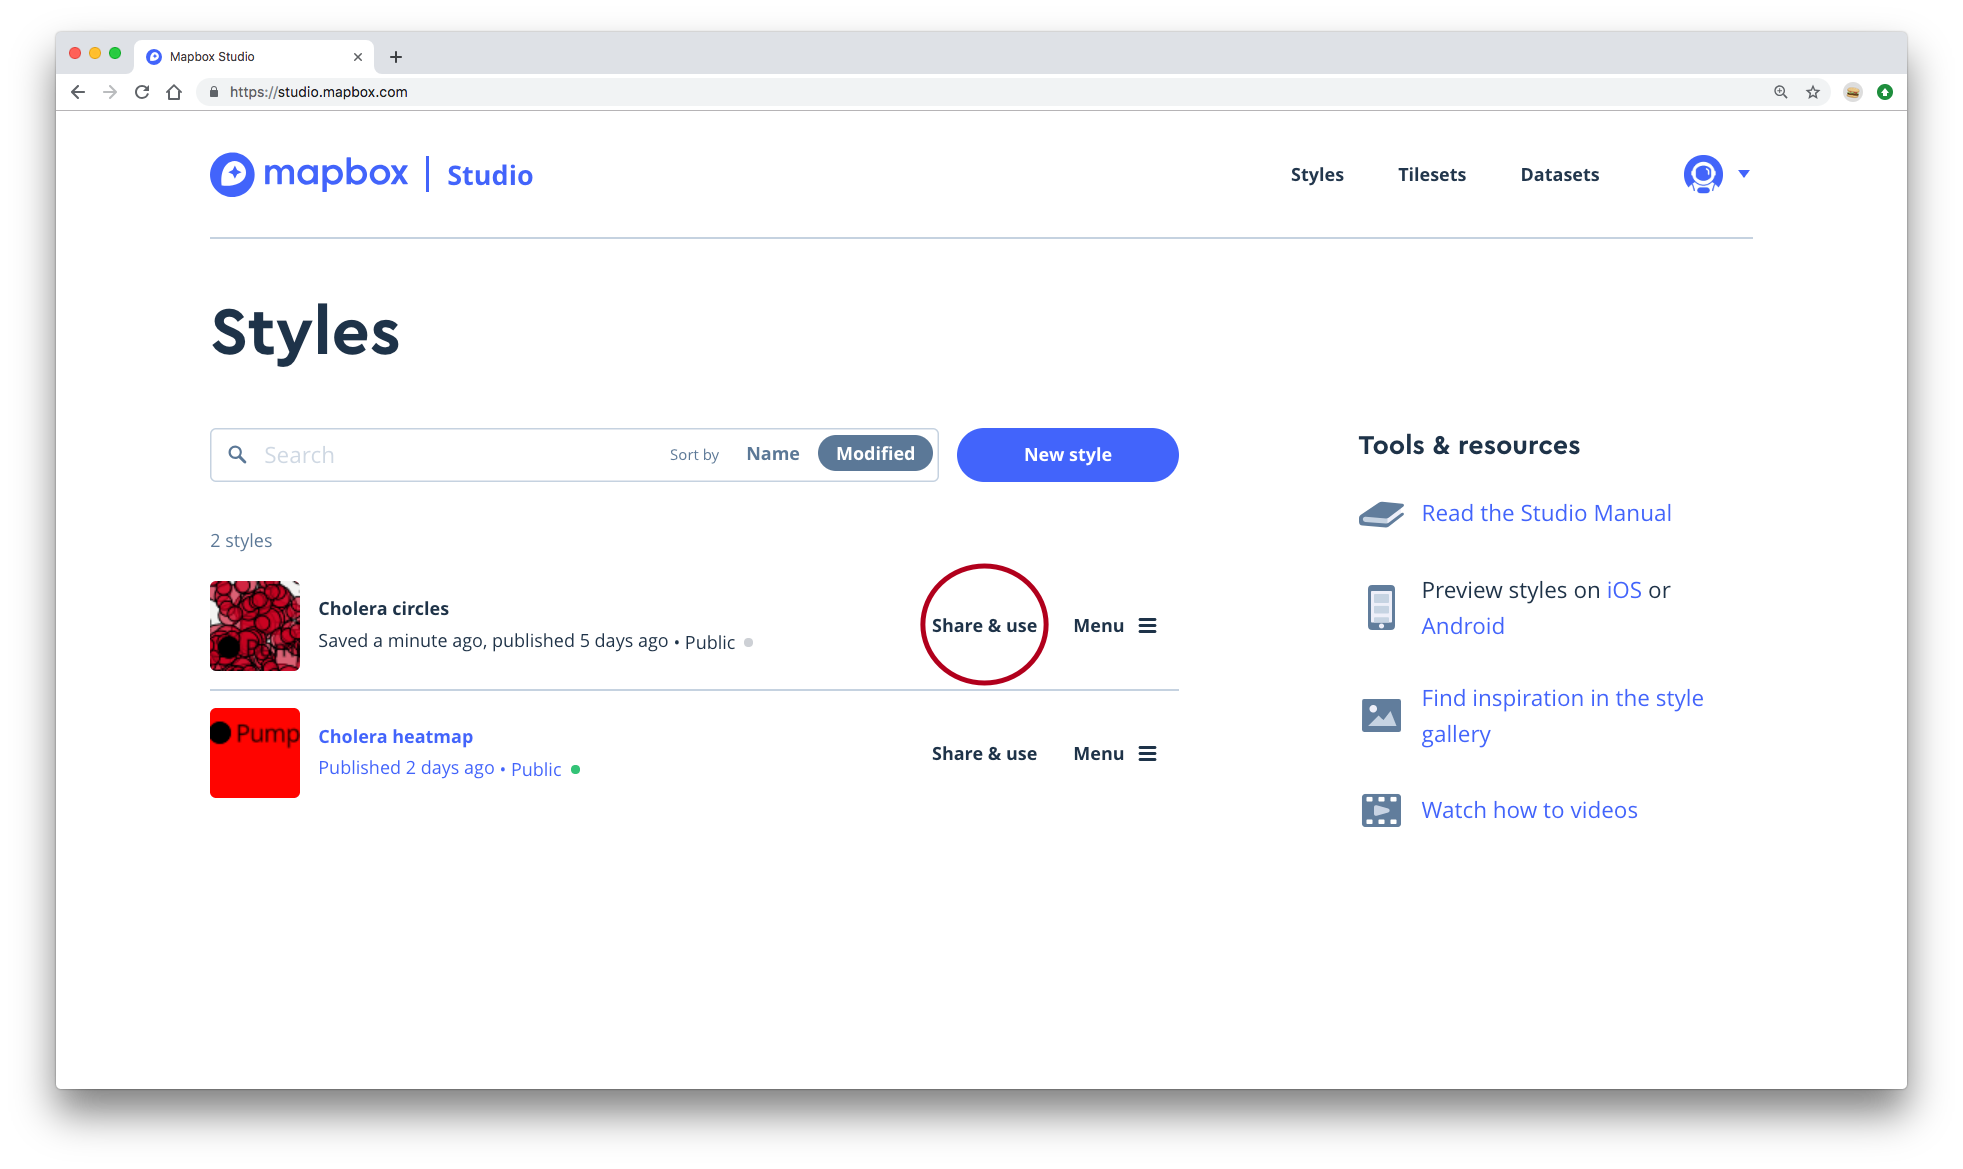 Mapbox Studio
https://studio.mapbox.com
mapbox | Studio
Styles Tilesets Datasets
Styles
Search Sort by Name Modified New style
2 styles
Cholera circles
Saved a minute ago, published 5 days ago • Public
Share & use Menu
Pump
Cholera heatmap
Published 2 days ago • Public
Share & use Menu
Tools & resources
Read the Studio Manual
Preview styles on iOS or
Android
Find inspiration in the style
gallery
Watch how to videos